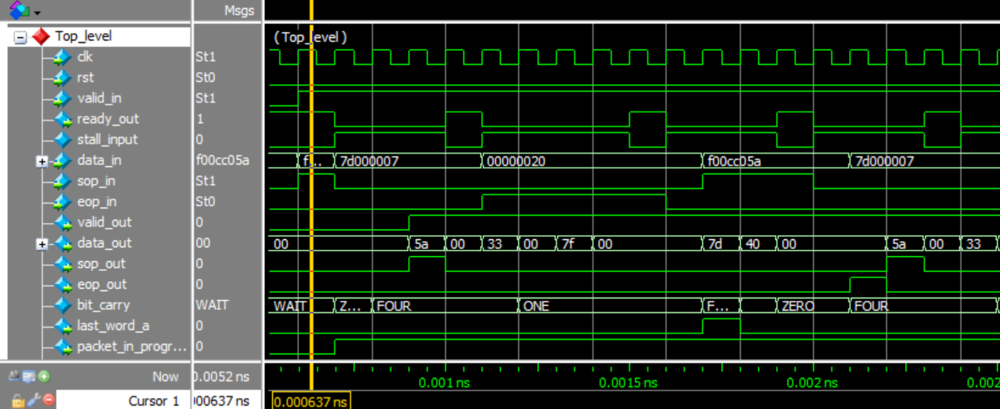 Msgs
Top_level (Top_level)
clk St1
rst St0
valid_in St1
ready_out 1
stall_input 0
data_in f00cc05a f... 7d000007 00000020 f00cc05a 7d000007
sop_in St1
eop_in St0
valid_out 0
data_out 00 00 5a 00 33 00 7f 00 7d 40 00 5a 00 33
sop_out 0
eop_out 0
bit_carry WAIT WAIT Z... FOUR ONE F... ZERO FOUR
last_word_a 0
packet_in_progr... 0
Now 0.0052 ns 0.001 ns 0.0015 ns 0.002 ns 0.002
Cursor 1 000637 ns 0.000637 ns